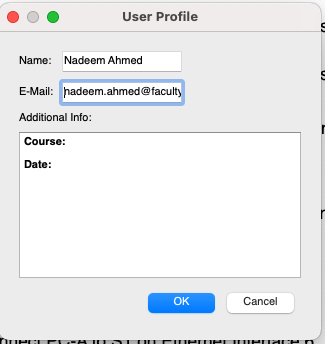 User Profile
Name: Nadeem Ahmed
E-Mail: nadeem.ahmed@faculty
Additional Info:
Course:
Date:
OK Cancel